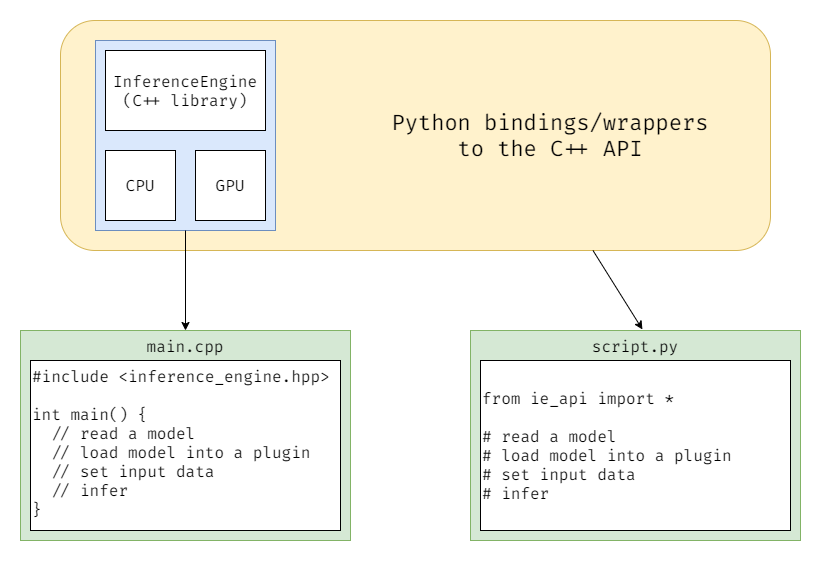 InferenceEngine
(C++ library)
CPU
GPU
Python bindings/wrappers
to the C++ API
main.cpp
#include <inference_engine.hpp>
int main() {
// read a model
// load model into a plugin
// set input data
// infer
}
script.py
from ie_api import *
# read a model
# load model into a plugin
# set input data
# infer